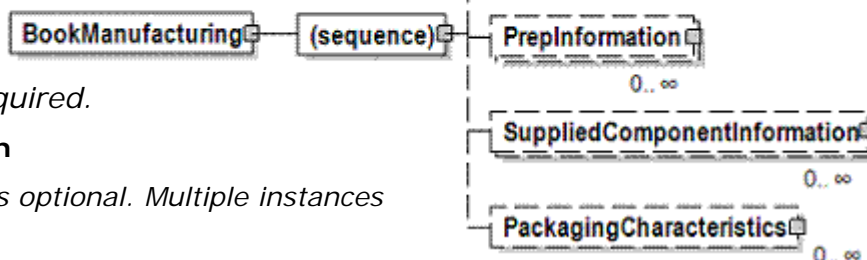 BookManufacturing
(sequence)
PrepInformation
0.. ∞
quired.
SuppliedComponentInformation
n
0.. ∞
s optional. Multiple instances
PackagingCharacteristics
0.. ∞